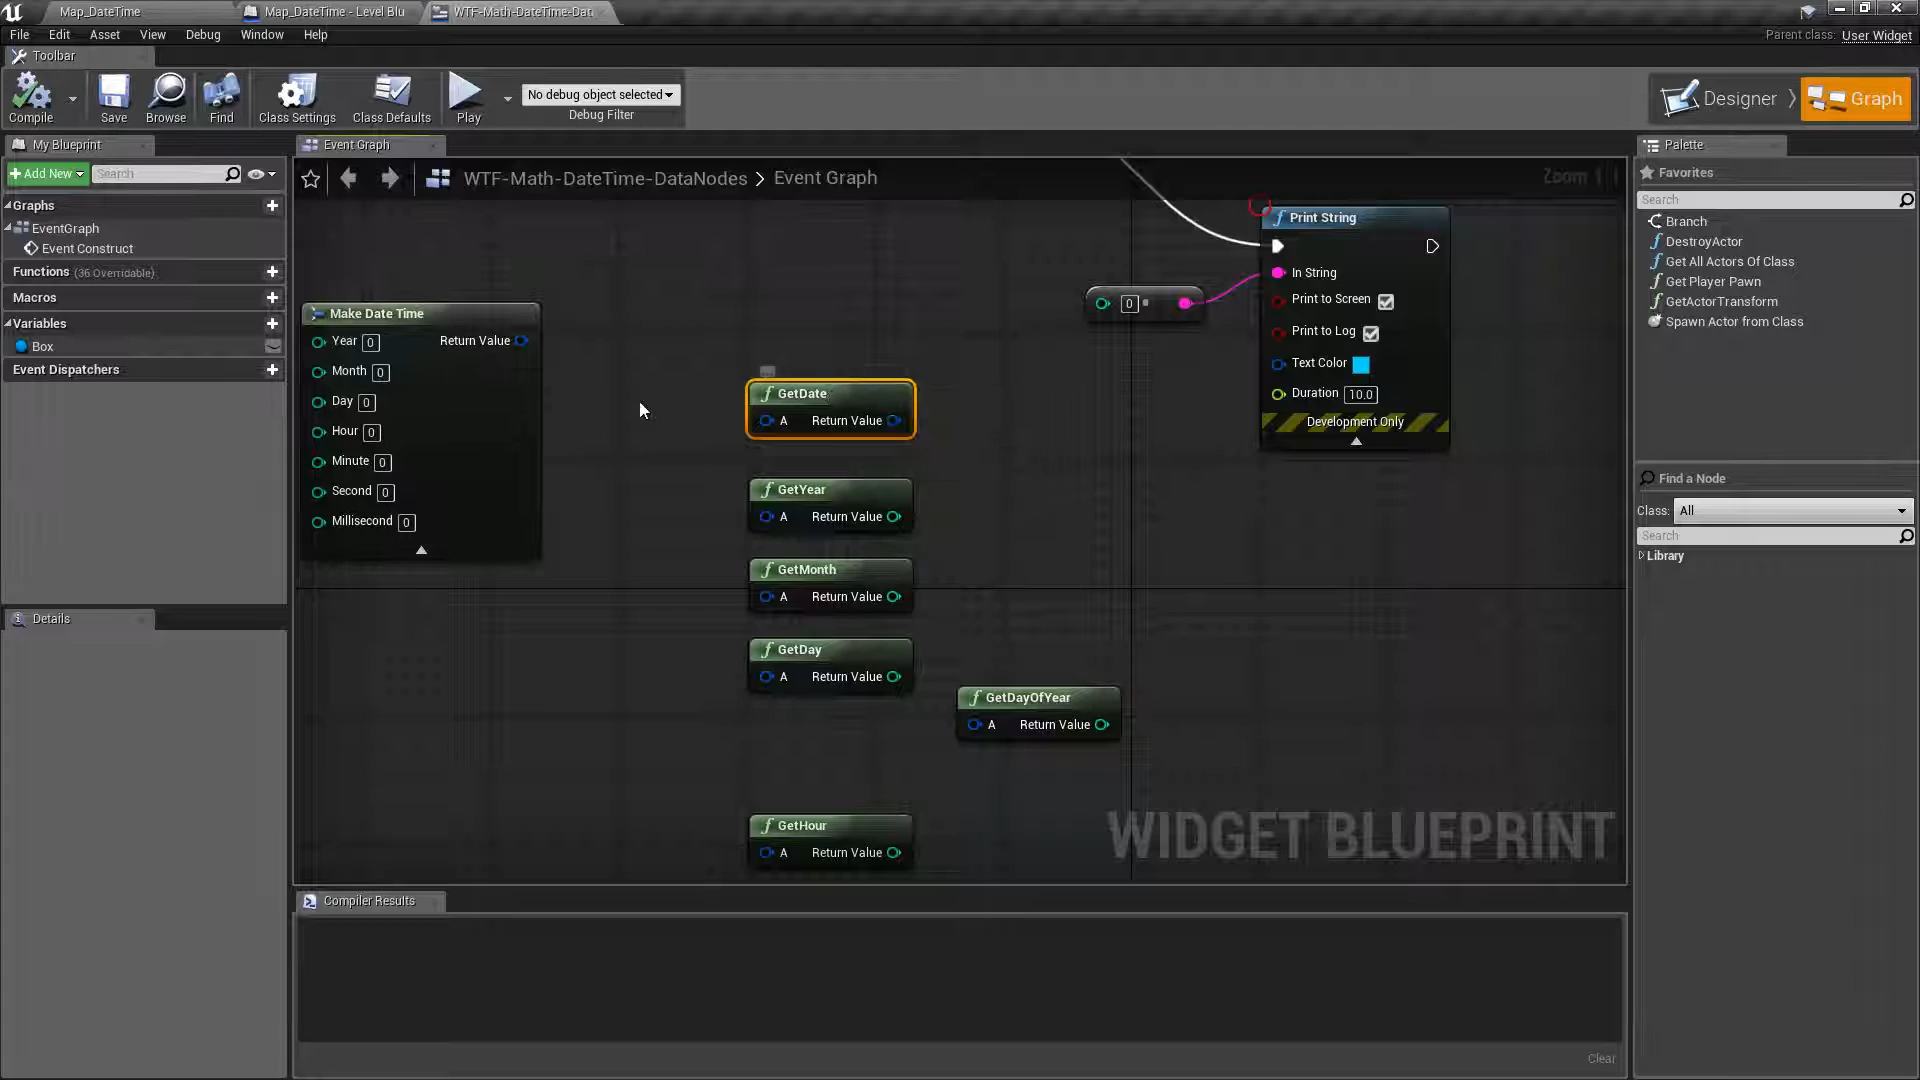 Map_DateTime
Map_DateTime - Level Blu
WTF-Math-DateTime-Dat
File Edit Asset View Debug Window Help
Parent class: User Widget
Toolbar
Compile
Save
Browse
Find
Class Settings
Class Defaults
Play
No debug object selected
Debug Filter
Designer
Graph
My Blueprint
Add New
Search
Graphs
EventGraph
Event Construct
Functions (36 Overridable)
Macros
Variables
Box
Event Dispatchers
Details
Event Graph
WTF-Math-DateTime-DataNodes > Event Graph
Zoom 1:1
Make Date Time
Year 0 Return Value
Month 0
Day 0
Hour 0
Minute 0
Second 0
Millisecond 0
GetDate
A Return Value
GetYear
A Return Value
GetMonth
A Return Value
GetDay
A Return Value
GetDayOfYear
A Return Value
GetHour
A Return Value
0
Print String
In String
Print to Screen
Print to Log
Text Color
Duration 10.0
Development Only
WIDGET BLUEPRINT
Compiler Results
Clear
Palette
Favorites
Search
Branch
DestroyActor
Get All Actors Of Class
Get Player Pawn
GetActorTransform
Spawn Actor from Class
Find a Node
Class: All
Search
Library